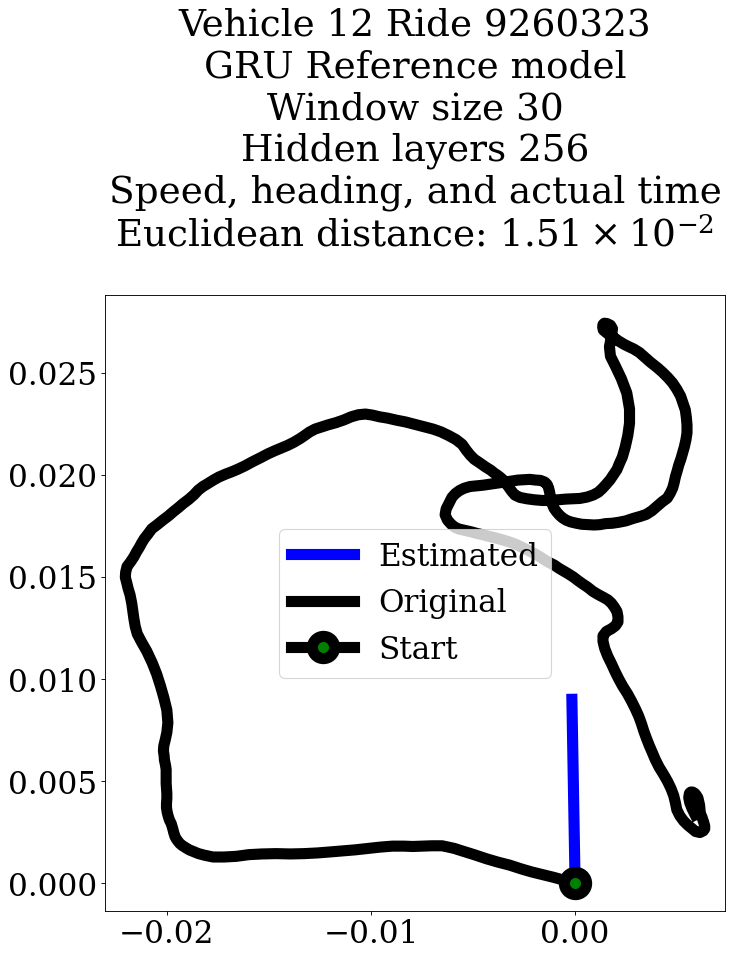 Vehicle 12 Ride 9260323
GRU Reference model
Window size 30
Hidden layers 256
Speed, heading, and actual time
Euclidean distance: 1.51 × 10⁻²
0.025
0.020
0.015
0.010
0.005
0.000
Estimated
Original
Start
−0.02
−0.01
0.00